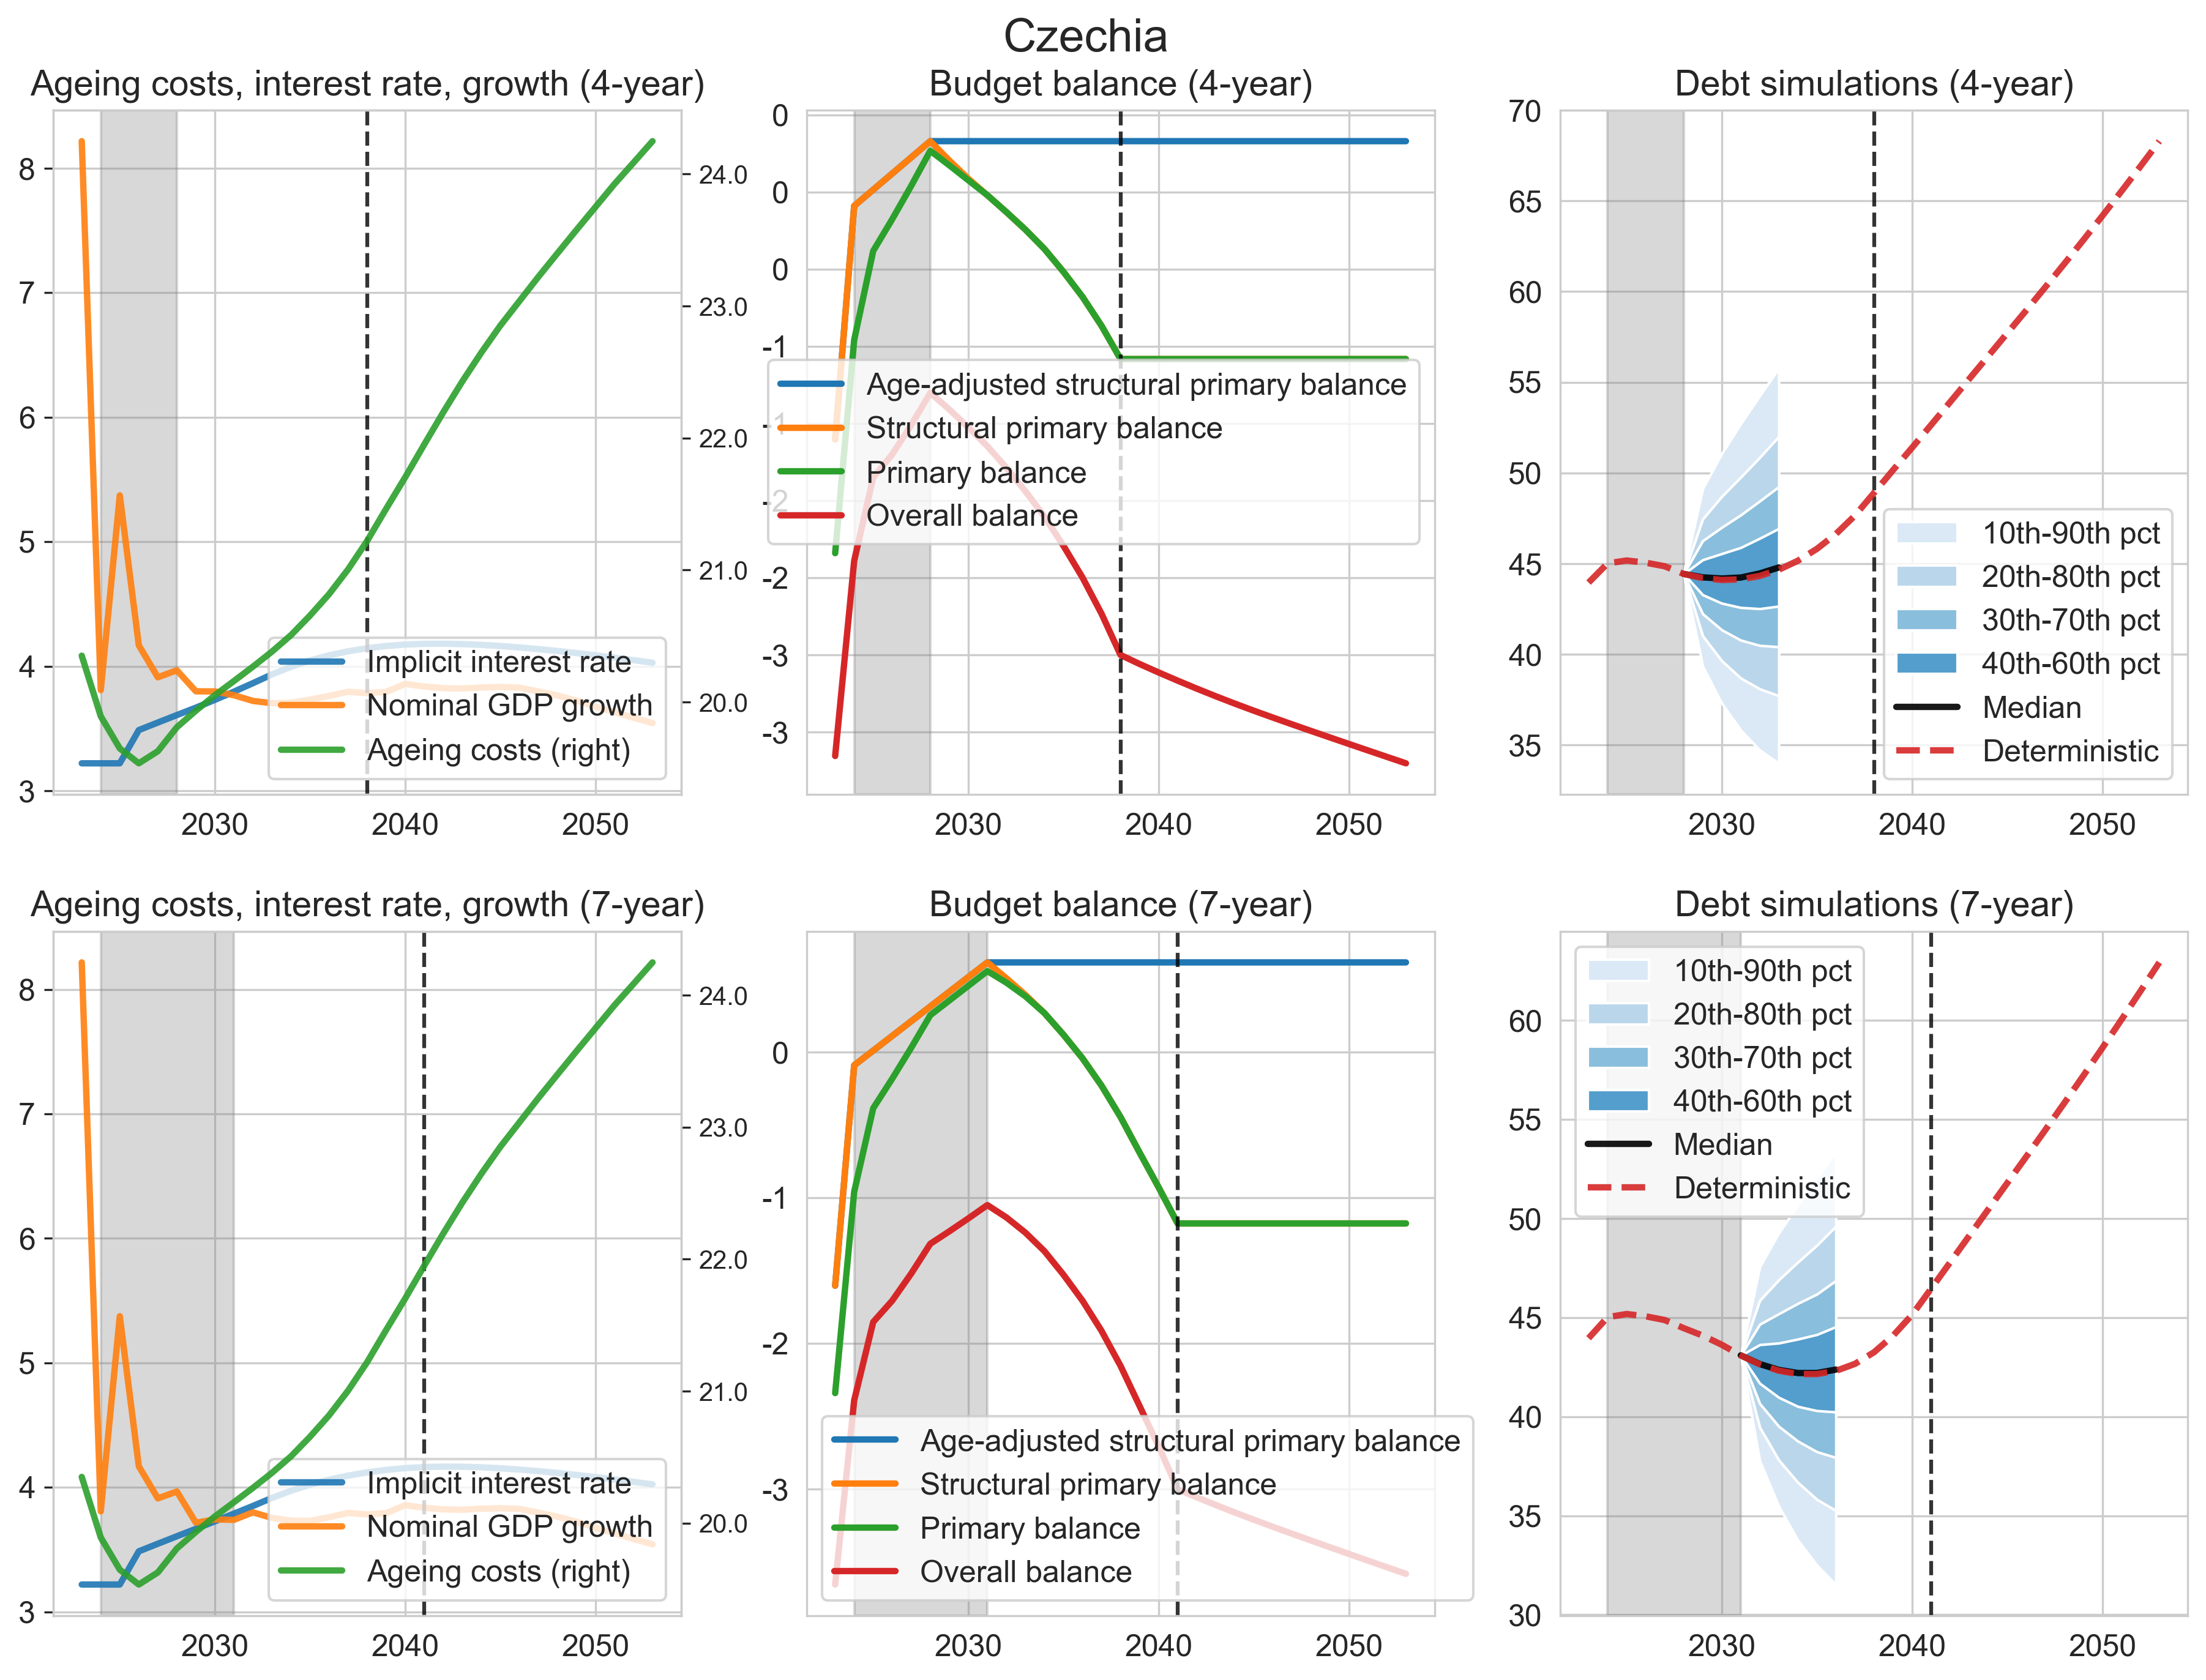 Czechia
Ageing costs, interest rate, growth (4-year)
8
7
6
5
4
3
24.0
23.0
22.0
21.0
20.0
2030
2040
2050
Implicit interest rate
Nominal GDP growth
Ageing costs (right)
Budget balance (4-year)
0
0
0
-1
-1
-2
-2
-3
-3
2030
2040
2050
Age-adjusted structural primary balance
Structural primary balance
Primary balance
Overall balance
Debt simulations (4-year)
70
65
60
55
50
45
40
35
2030
2040
2050
10th-90th pct
20th-80th pct
30th-70th pct
40th-60th pct
Median
Deterministic
Ageing costs, interest rate, growth (7-year)
8
7
6
5
4
3
24.0
23.0
22.0
21.0
20.0
2030
2040
2050
Implicit interest rate
Nominal GDP growth
Ageing costs (right)
Budget balance (7-year)
0
-1
-2
-3
2030
2040
2050
Age-adjusted structural primary balance
Structural primary balance
Primary balance
Overall balance
Debt simulations (7-year)
60
55
50
45
40
35
30
2030
2040
2050
10th-90th pct
20th-80th pct
30th-70th pct
40th-60th pct
Median
Deterministic